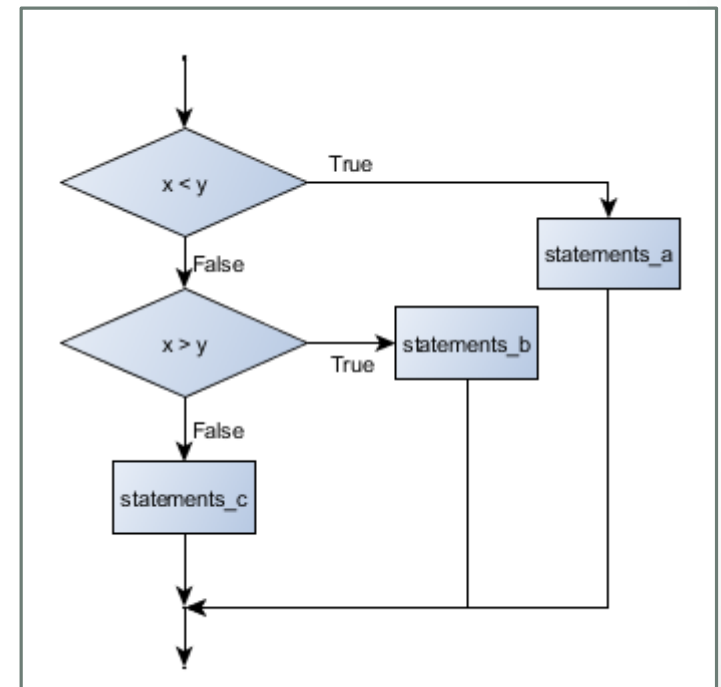 x < y
True
statements_a
False
x > y
True
statements_b
False
statements_c